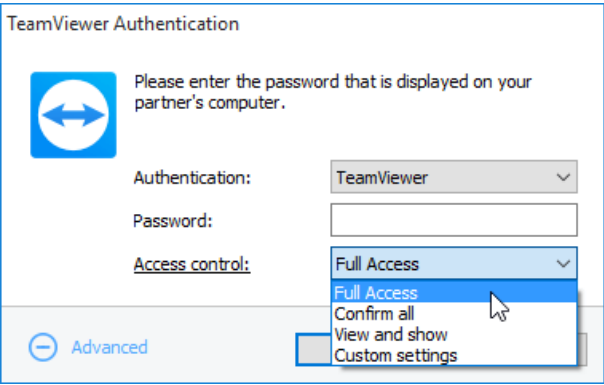 TeamViewer Authentication
Please enter the password that is displayed on your
partner's computer.
Authentication: TeamViewer
Password:
Access control: Full Access
Full Access
Confirm all
View and show
Custom settings
Advanced